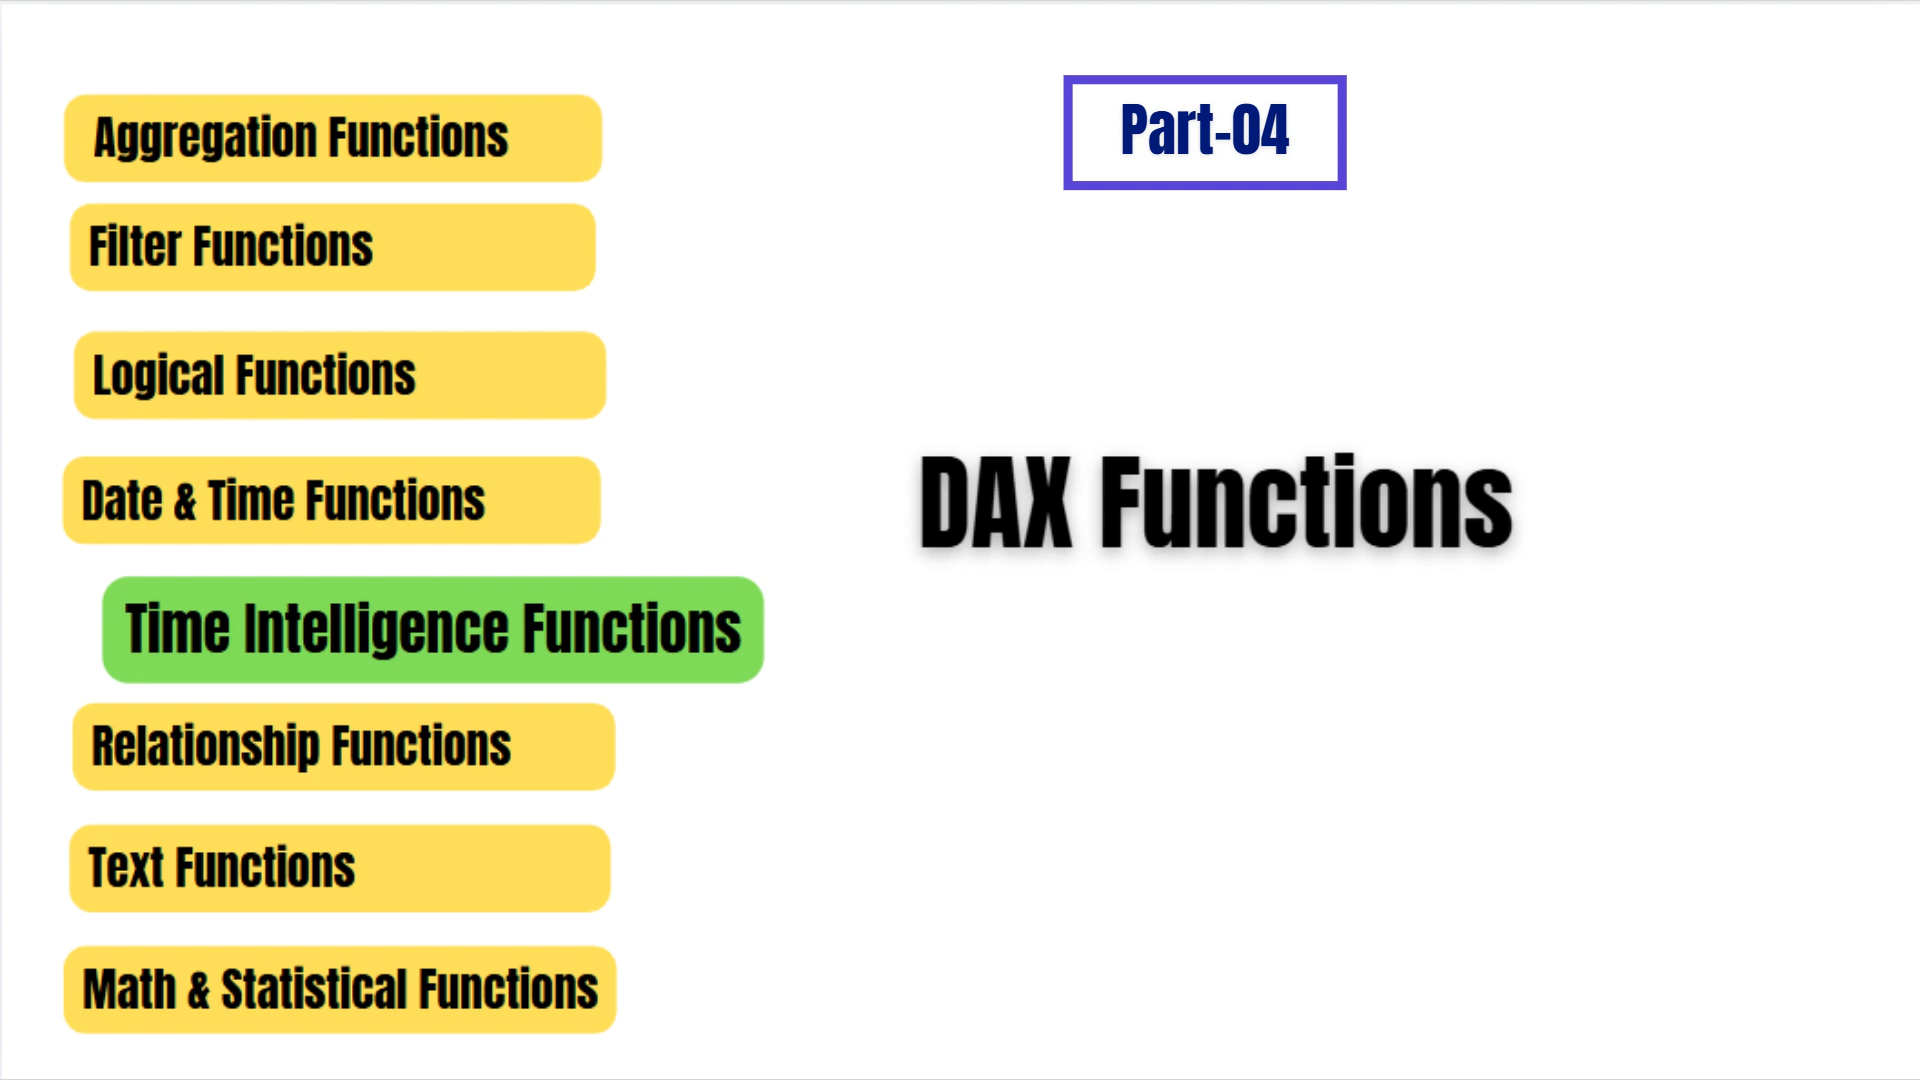 Aggregation Functions
Filter Functions
Logical Functions
Date & Time Functions
Time Intelligence Functions
Relationship Functions
Text Functions
Math & Statistical Functions
Part-04
DAX Functions